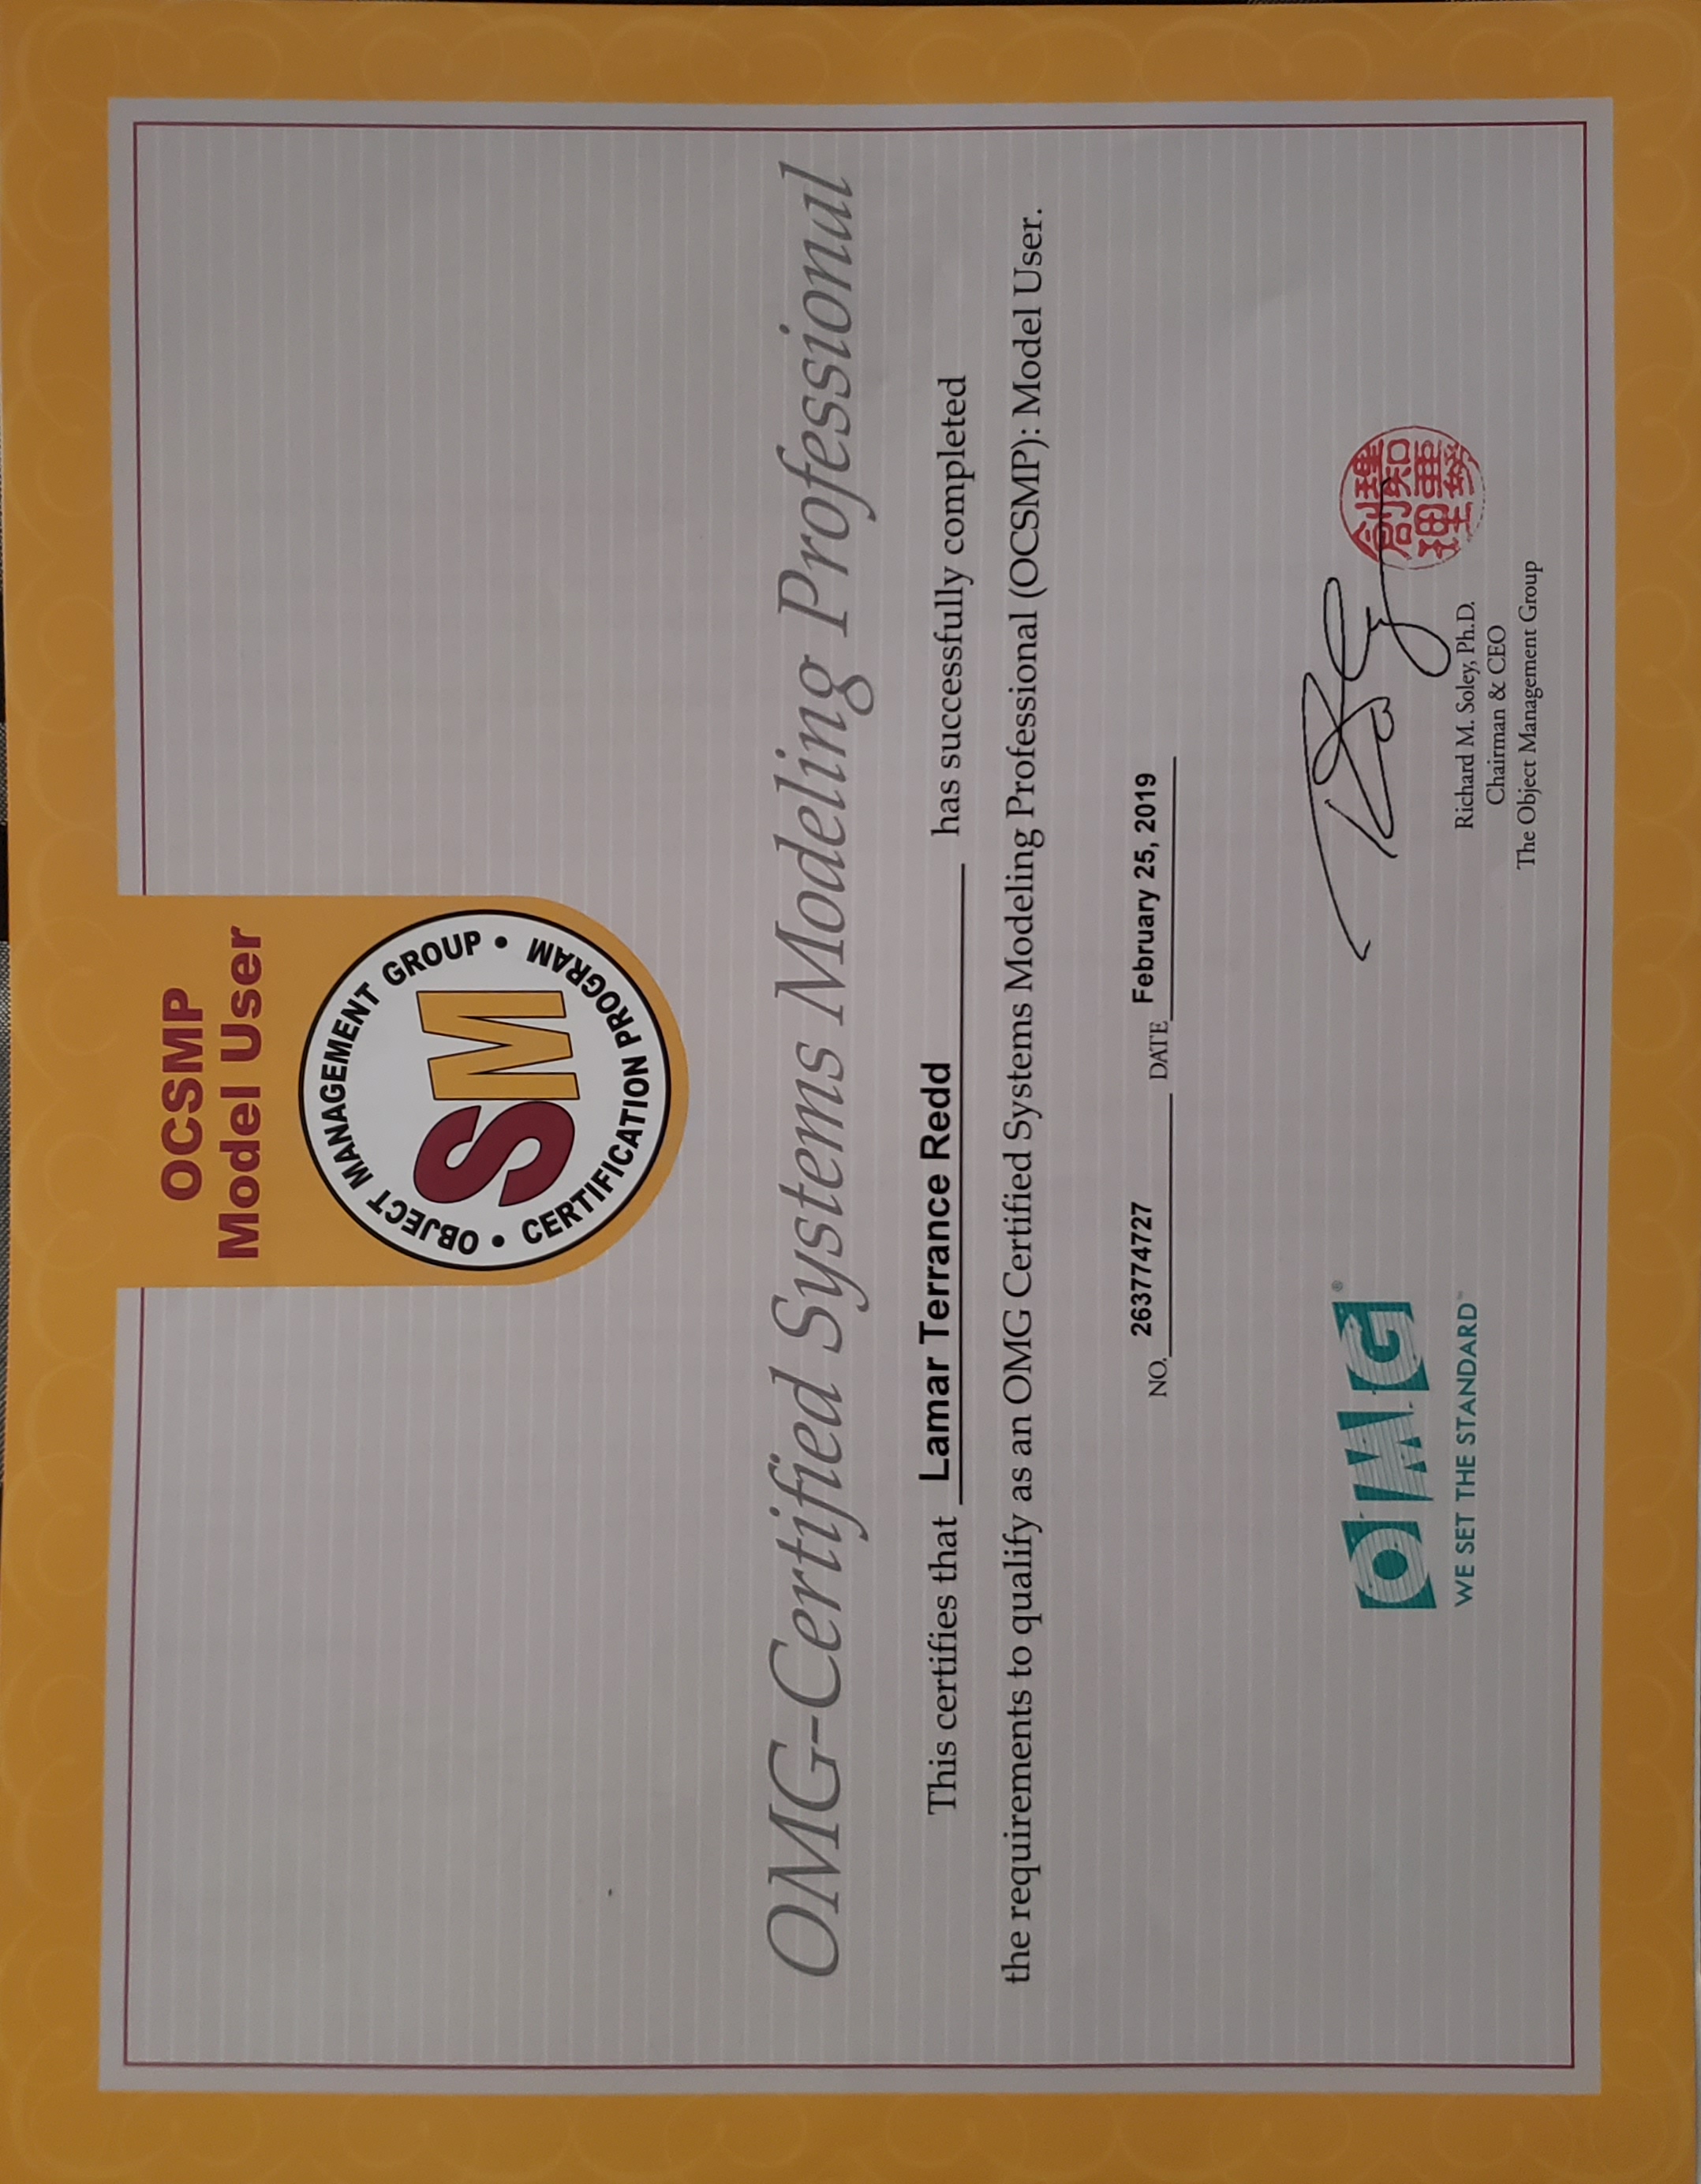 OCSMP
Model User
• OBJECT MANAGEMENT GROUP •
SM
CERTIFICATION PROGRAM
OMG-Certified Systems Modeling Professional
This certifies that Lamar Terrance Redd has successfully completed
the requirements to qualify as an OMG Certified Systems Modeling Professional (OCSMP): Model User.
NO. 263774727 DATE February 25, 2019
OMG®
WE SET THE STANDARD™
Richard M. Soley, Ph.D.
Chairman & CEO
The Object Management Group